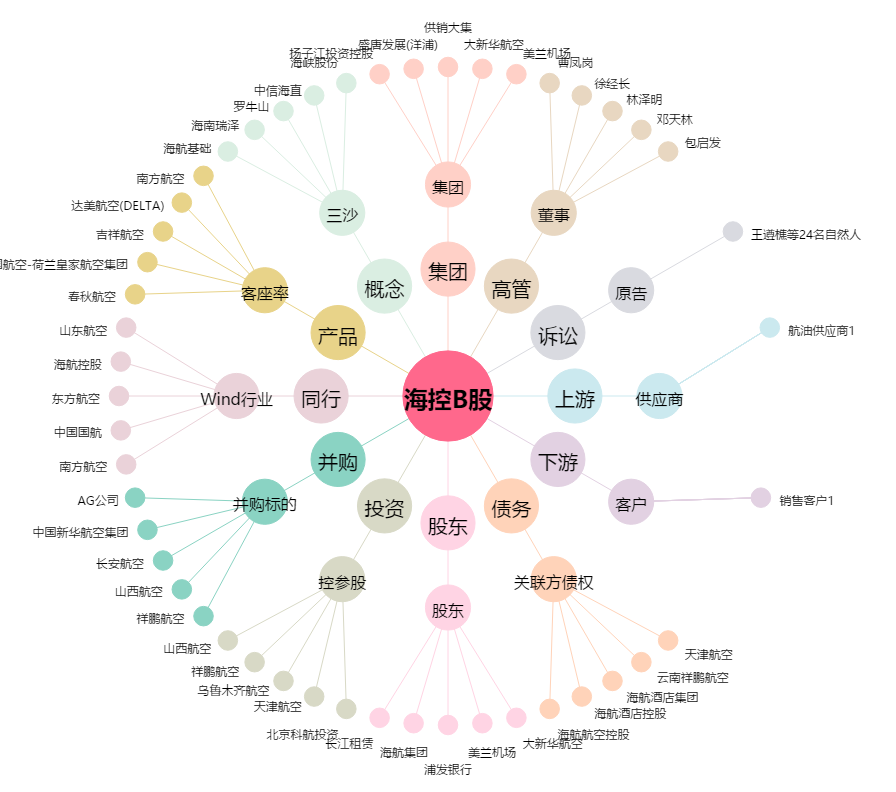 供销大集
盛唐发展(洋浦)
大新华航空
扬子江投资控股
美兰机场
海峡股份
曹凤岗
中信海直
徐经长
罗牛山
林泽明
海南瑞泽
邓天林
海航基础
包启发
南方航空
集团
达美航空(DELTA)
三沙
董事
吉祥航空
王遒樵等24名自然人
航空-荷兰皇家航空集团
集团
春秋航空
客座率
概念
高管
原告
山东航空
产品
诉讼
航油供应商1
海航控股
东方航空
Wind行业
同行
海控B股
上游
供应商
中国国航
南方航空
并购
下游
AG公司
并购标的
投资
股东
债务
客户
销售客户1
中国新华航空集团
长安航空
山西航空
控参股
关联方债权
祥鹏航空
股东
山西航空
天津航空
祥鹏航空
云南祥鹏航空
乌鲁木齐航空
海航酒店集团
天津航空
海航酒店控股
北京科航投资
海航航空控股
长江租赁
大新华航空
海航集团
美兰机场
浦发银行